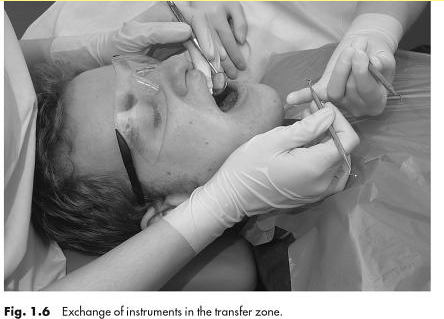 Fig. 1.6 Exchange of instruments in the transfer zone.